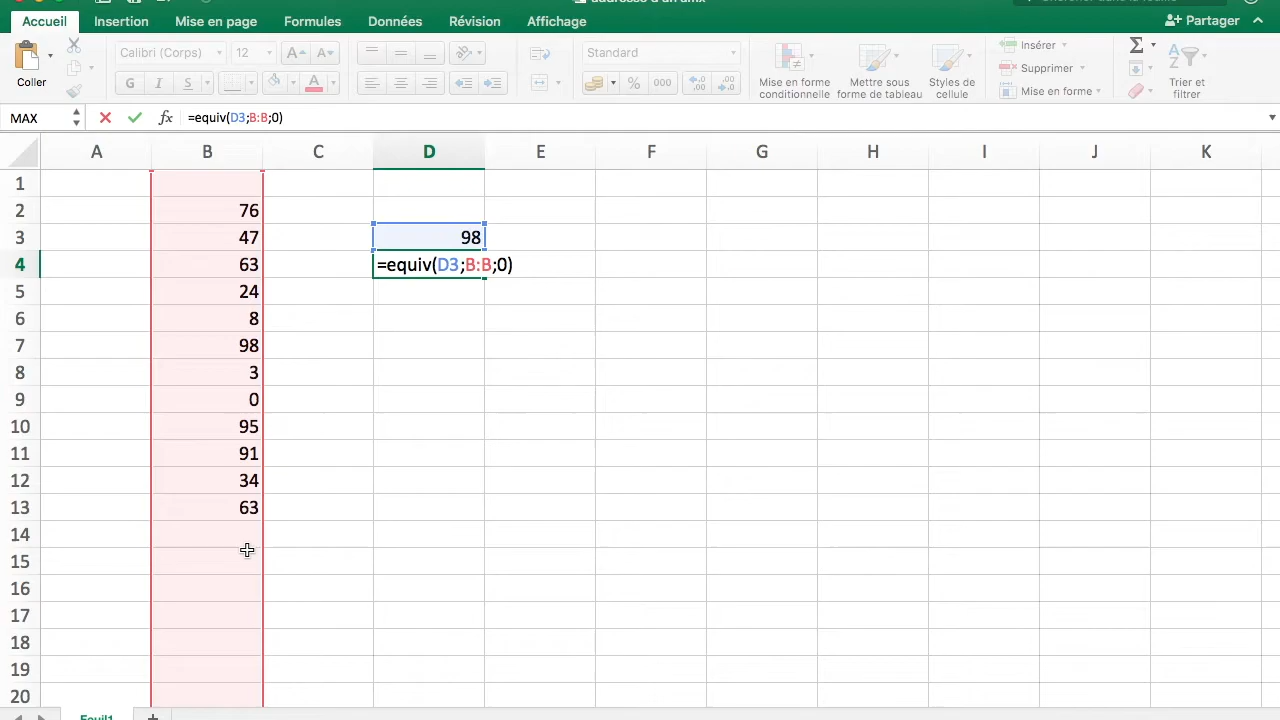 Accueil Insertion Mise en page Formules Données Révision Affichage Partager
Calibri (Corps) 12 Standard Insérer
Supprimer
Coller G I S % 000 Mise en forme conditionnelle Mettre sous forme de tableau Styles de cellule Mise en forme Trier et filtrer
MAX fx =equiv(D3;B:B;0)
A B C D E F G H I J K
1
2 76
3 47 98
4 63 =equiv(D3;B:B;0)
5 24
6 8
7 98
8 3
9 0
10 95
11 91
12 34
13 63
14
15
16
17
18
19
20
Feuil1